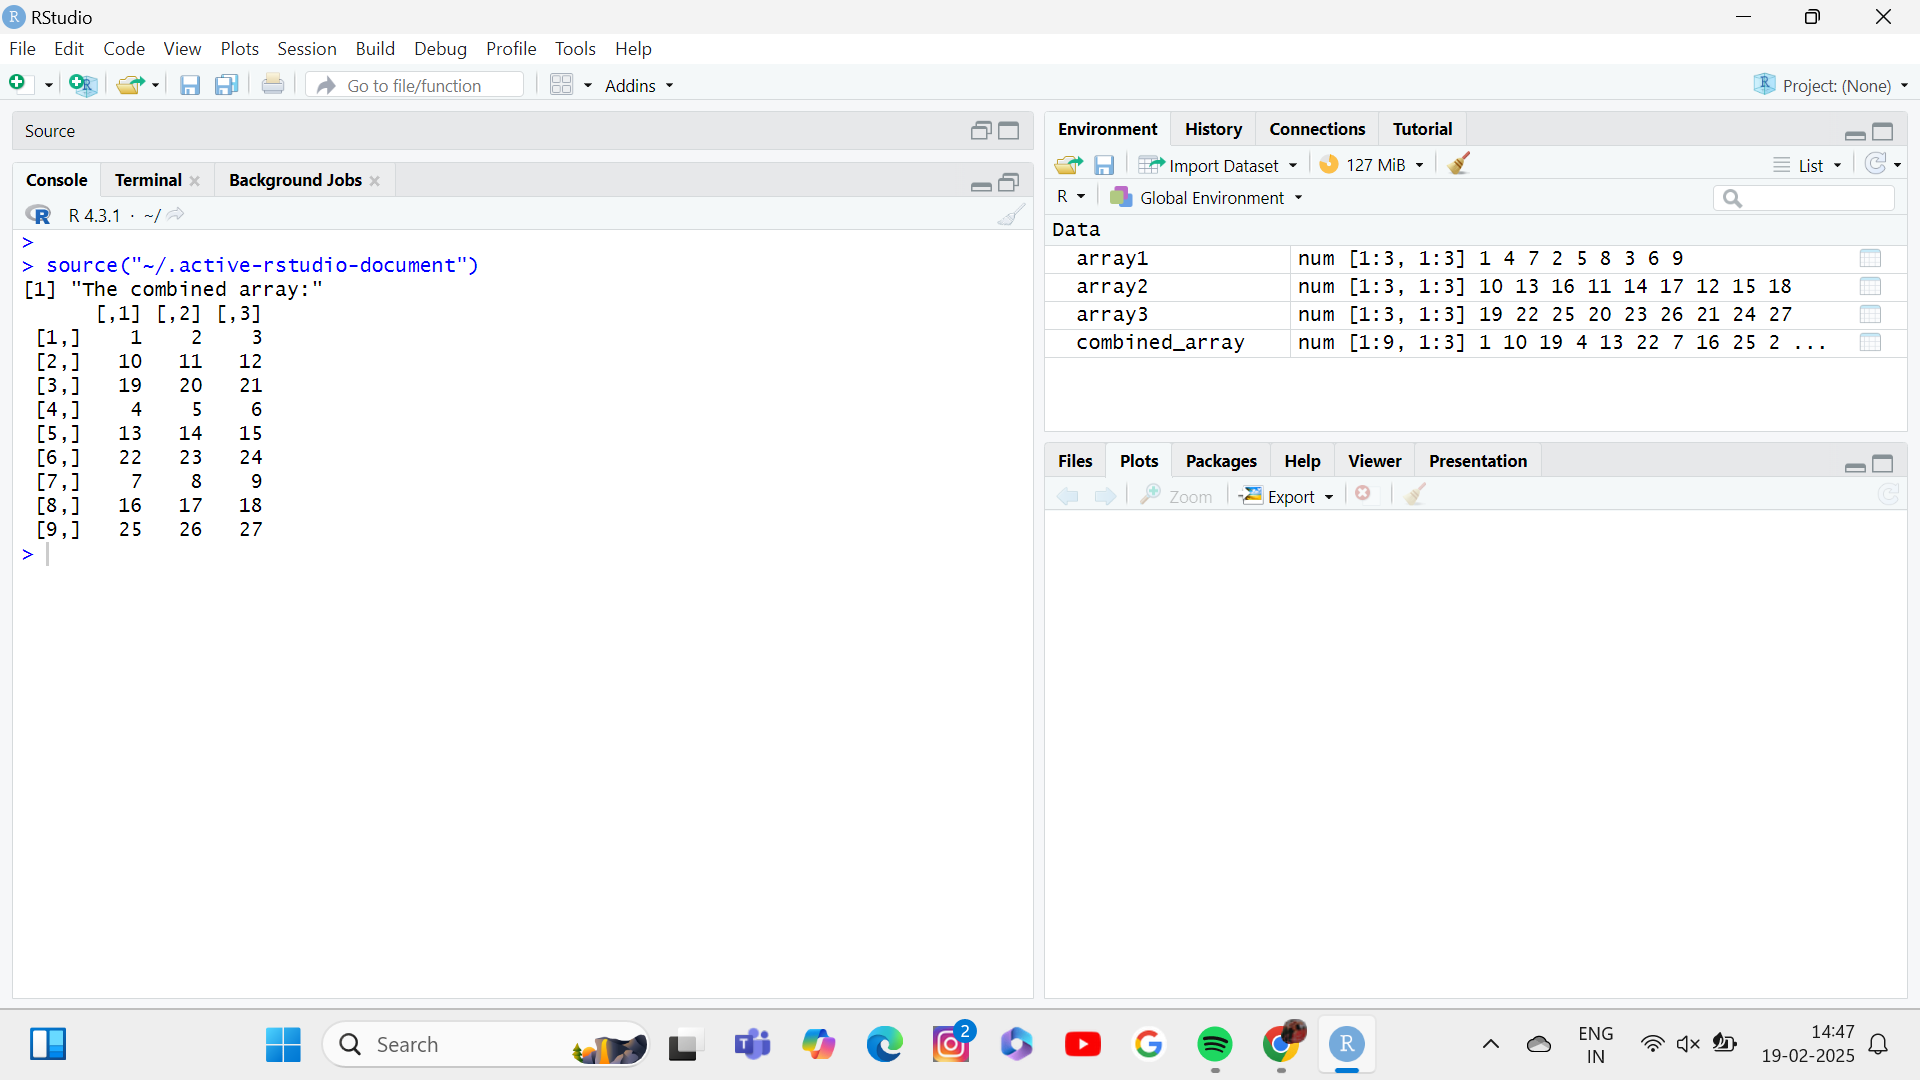 RStudio
File Edit Code View Plots Session Build Debug Profile Tools Help
Go to file/function Addins Project: (None)
Source
Console Terminal Background Jobs
R 4.3.1 · ~/
>
> source("~/.active-rstudio-document")
[1] "The combined array:"
      [,1] [,2] [,3]
 [1,]    1    2    3
 [2,]   10   11   12
 [3,]   19   20   21
 [4,]    4    5    6
 [5,]   13   14   15
 [6,]   22   23   24
 [7,]    7    8    9
 [8,]   16   17   18
 [9,]   25   26   27
>
Environment History Connections Tutorial
Import Dataset 127 MiB List
R Global Environment
Data
array1 num [1:3, 1:3] 1 4 7 2 5 8 3 6 9
array2 num [1:3, 1:3] 10 13 16 11 14 17 12 15 18
array3 num [1:3, 1:3] 19 22 25 20 23 26 21 24 27
combined_array num [1:9, 1:3] 1 10 19 4 13 22 7 16 25 2 ...
Files Plots Packages Help Viewer Presentation
Zoom Export
Search
2
R
ENG
IN
14:47
19-02-2025